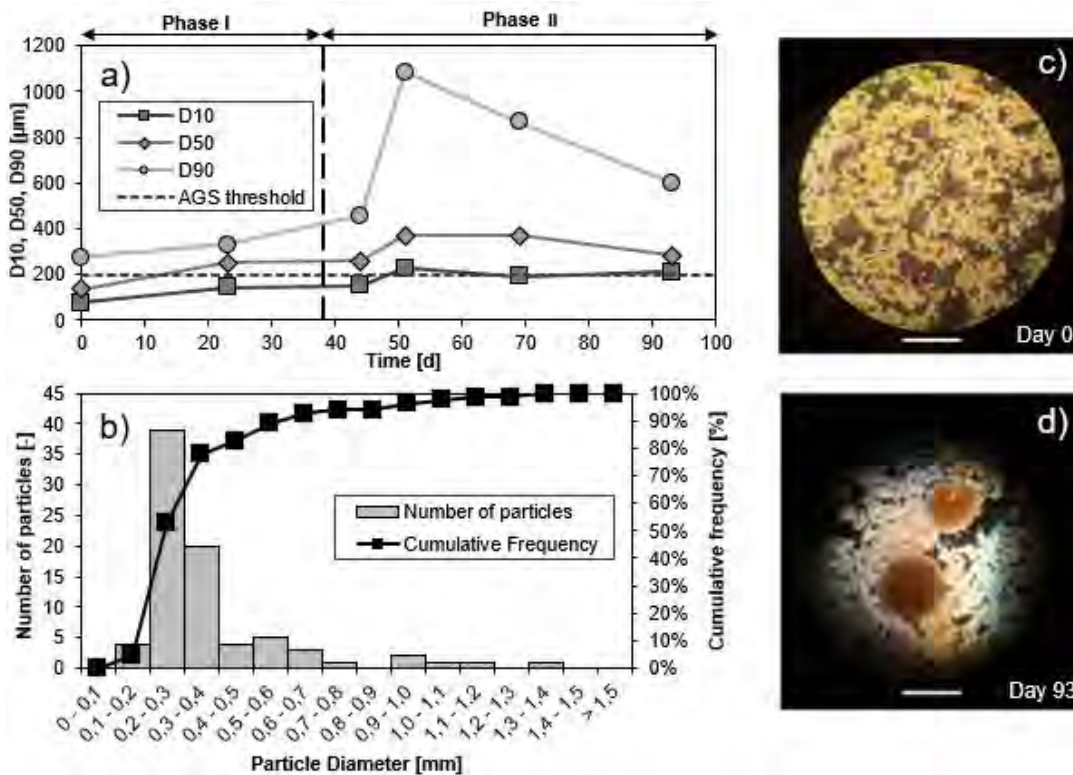 Phase I
Phase II
a)
1200
1000
800
600
400
200
0
D10, D50, D90 [µm]
D10
D50
D90
AGS threshold
0 10 20 30 40 50 60 70 80 90 100
Time [d]
c)
Day 0
b)
45
40
35
30
25
20
15
10
5
0
Number of particles [-]
Number of particles
Cumulative Frequency
100%
90%
80%
70%
60%
50%
40%
30%
20%
10%
0%
Cumulative frequency [%]
0 - 0,1
0,1 - 0,2
0,2 - 0,3
0,3 - 0,4
0,4 - 0,5
0,5 - 0,6
0,6 - 0,7
0,7 - 0,8
0,8 - 0,9
0,9 - 1,0
1,0 - 1,1
1,1 - 1,2
1,2 - 1,3
1,3 - 1,4
1,4 - 1,5
> 1,5
Particle Diameter [mm]
d)
Day 93